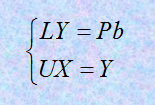 LY = Pb
UX = Y